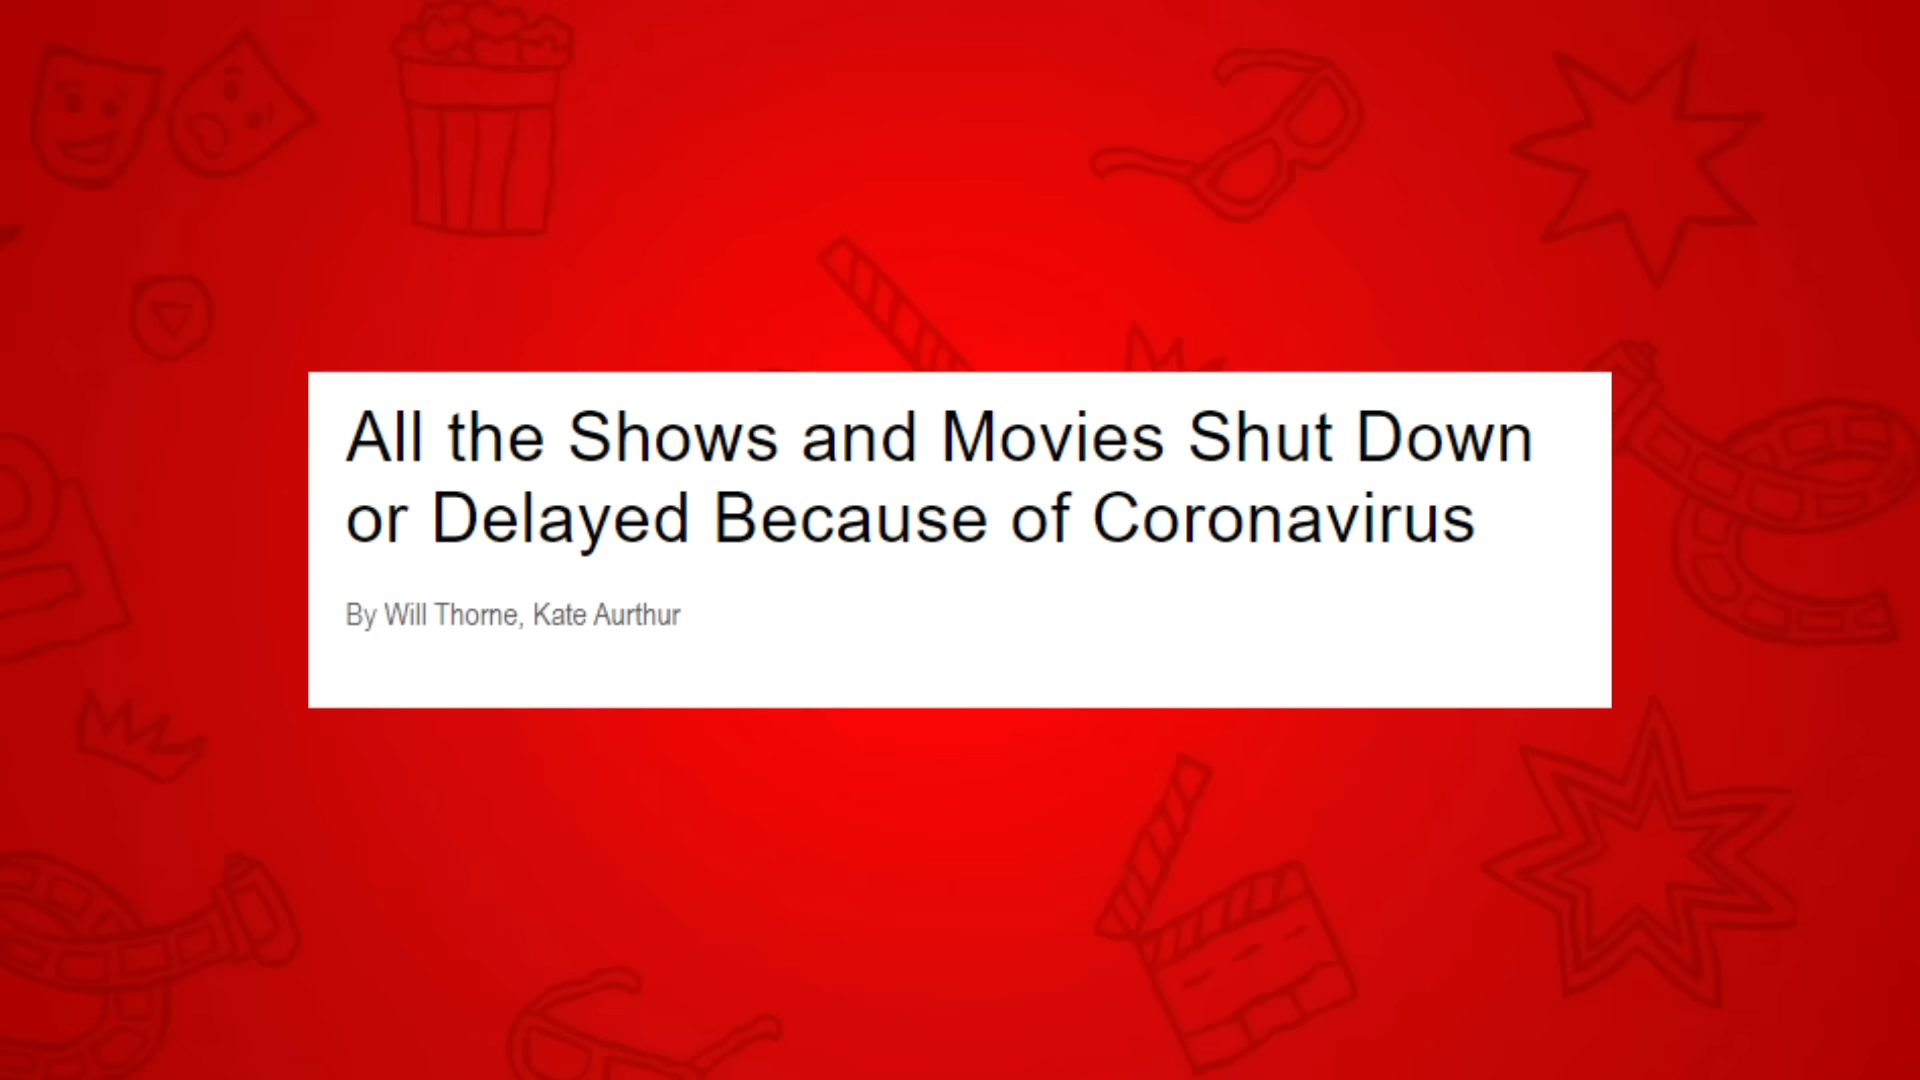 All the Shows and Movies Shut Down
or Delayed Because of Coronavirus
By Will Thorne, Kate Aurthur